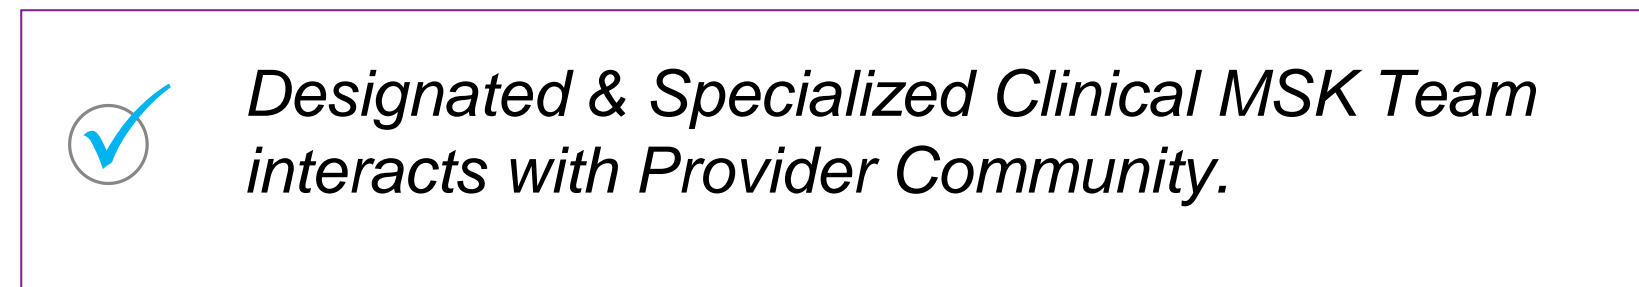 Designated & Specialized Clinical MSK Team
interacts with Provider Community.